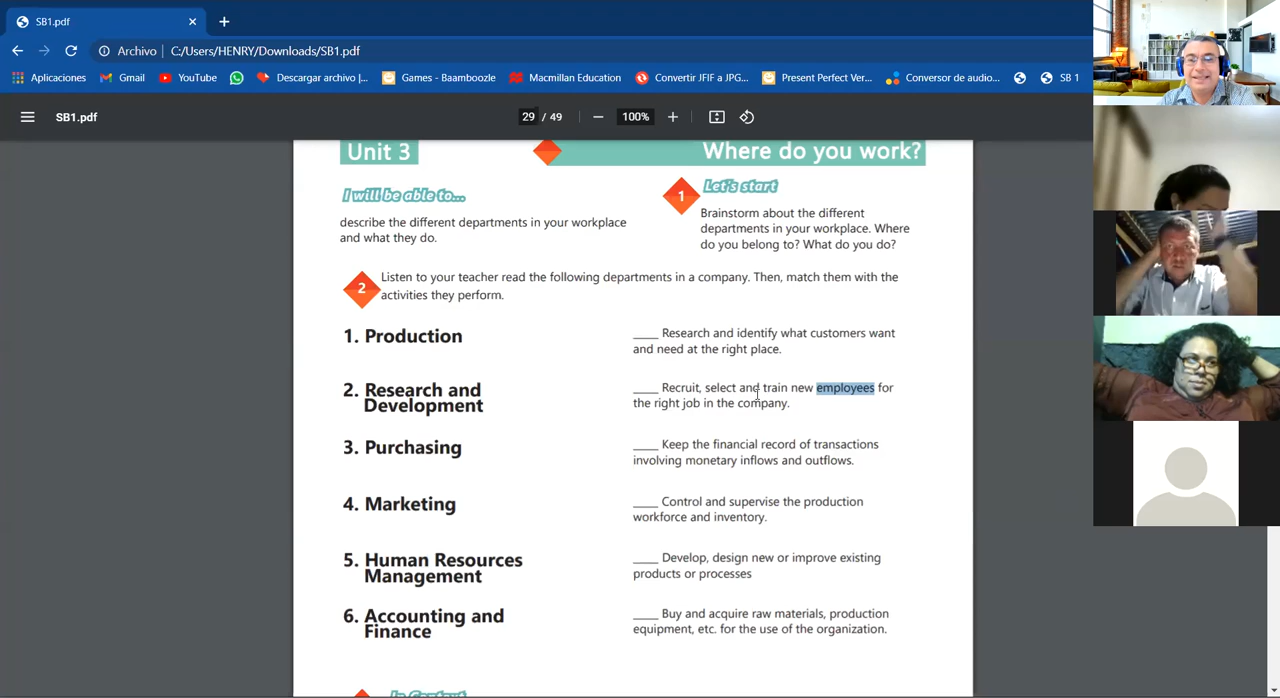 SB1.pdf
Archivo C:/Users/HENRY/Downloads/SB1.pdf
Aplicaciones Gmail YouTube Descargar archivo |... Games - Baamboozle Macmillan Education Convertir JFIF a JPG... Present Perfect Ver... Conversor de audio... SB 1
SB1.pdf 29 / 49 100%
Unit 3 Where do you work?
I will be able to...
describe the different departments in your workplace
and what they do.
1 Let's start
Brainstorm about the different
departments in your workplace. Where
do you belong to? What do you do?
2 Listen to your teacher read the following departments in a company. Then, match them with the
activities they perform.
1. Production
____ Research and identify what customers want
and need at the right place.
2. Research and
Development
____ Recruit, select and train new employees for
the right job in the company.
3. Purchasing
____ Keep the financial record of transactions
involving monetary inflows and outflows.
4. Marketing
____ Control and supervise the production
workforce and inventory.
5. Human Resources
Management
____ Develop, design new or improve existing
products or processes
6. Accounting and
Finance
____ Buy and acquire raw materials, production
equipment, etc. for the use of the organization.
In Context